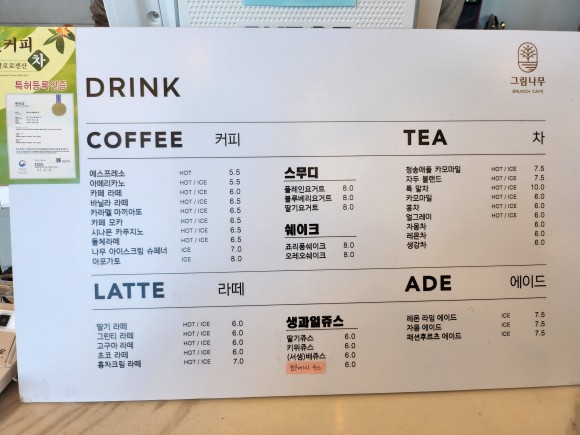 커피
차
특허등록인증
DRINK
그림나무
BRUNCH CAFE
COFFEE 커피
에스프레소 HOT 5.5
아메리카노 HOT / ICE 5.5
카페 라떼 HOT / ICE 6.0
바닐라 라떼 HOT / ICE 6.5
카라멜 마끼아또 HOT / ICE 6.5
카페 모카 HOT / ICE 6.5
시나몬 카푸치노 HOT / ICE 6.5
돌체라떼 HOT / ICE 6.5
나무 아이스크림 슈페너 ICE 7.0
아포가토 ICE 8.0
스무디
플레인요거트 8.0
블루베리요거트 8.0
딸기요거트 8.0
쉐이크
죠리퐁쉐이크 8.0
오레오쉐이크 8.0
TEA 차
청송애플 카모마일 HOT / ICE 7.5
자두 블랜드 HOT / ICE 7.5
톡 말차 HOT / ICE 10.0
카모마일 HOT / ICE 6.0
홍차 HOT / ICE 6.0
얼그레이 HOT / ICE 6.0
자몽차 6.0
레몬차 6.0
생강차 6.0
LATTE 라떼
딸기 라떼 HOT / ICE 6.0
그린티 라떼 HOT / ICE 6.0
고구마 라떼 HOT / ICE 6.0
초코 라떼 HOT / ICE 6.0
홍차크림 라떼 HOT / ICE 7.0
생과일쥬스
딸기쥬스 6.0
키위쥬스 6.0
(서생)배쥬스 6.0
6.0
ADE 에이드
레몬 라임 에이드 ICE 7.5
자몽 에이드 ICE 7.5
패션후르츠 에이드 ICE 7.5